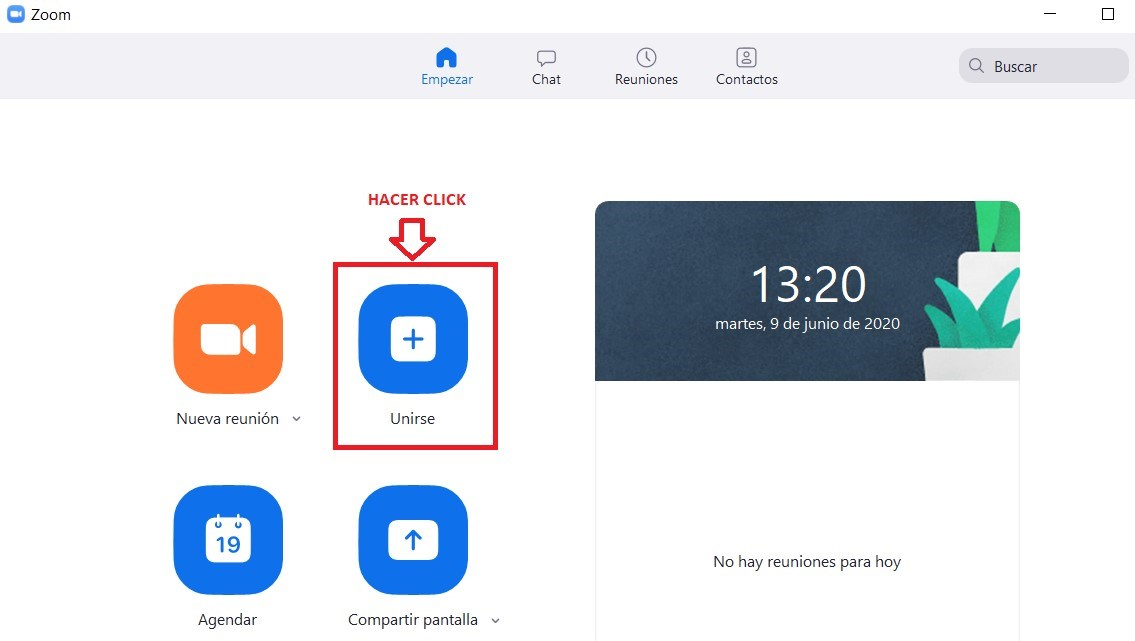 Zoom
Empezar
Chat
Reuniones
Contactos
Buscar
HACER CLICK
Nueva reunión
Unirse
13:20
martes, 9 de junio de 2020
19
Agendar
Compartir pantalla
No hay reuniones para hoy